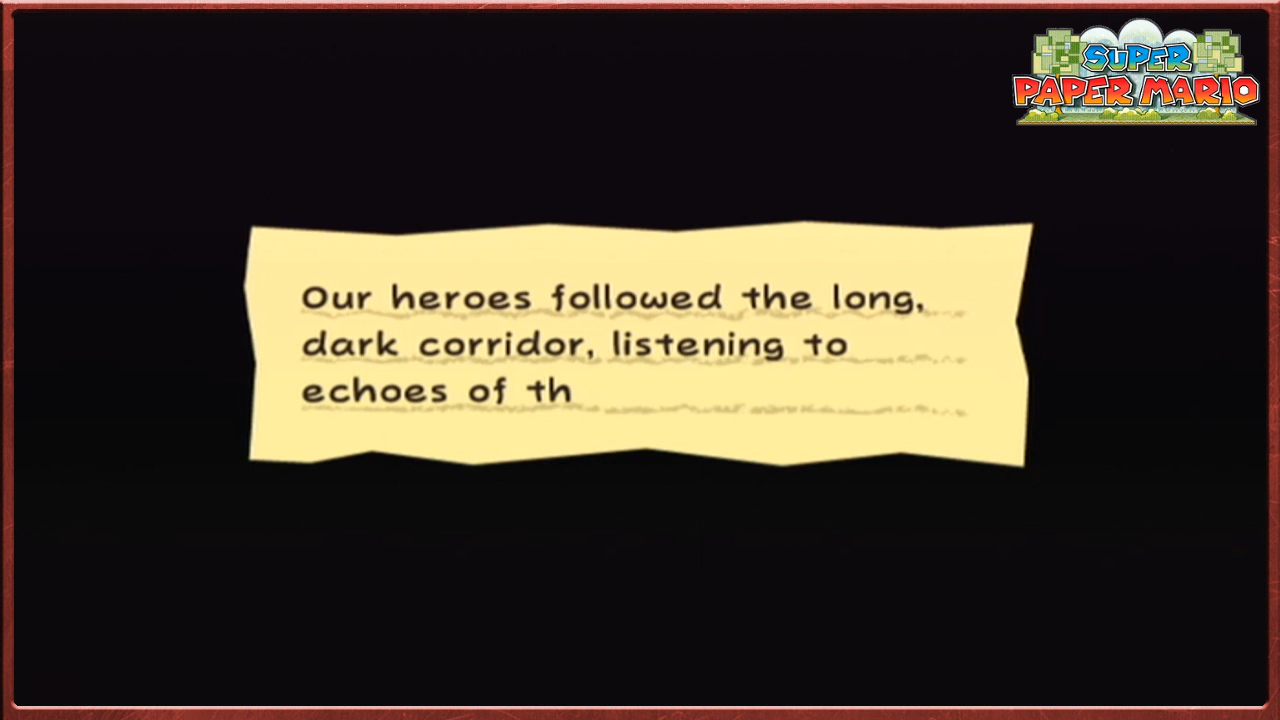 SUPER
PAPER MARIO
Our heroes followed the long,
dark corridor, listening to
echoes of th